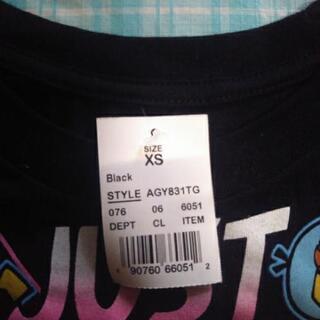 SIZE
XS
Black
STYLE AGY831TG
076 06 6051
DEPT CL ITEM
90760 66051 2
JUST